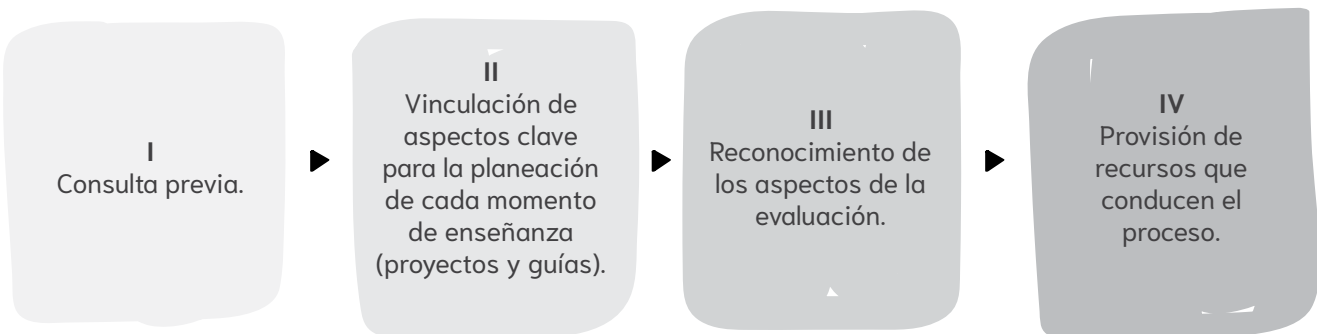 I
Consulta previa.
II
Vinculación de
aspectos clave
para la planeación
de cada momento
de enseñanza
(proyectos y guías).
III
Reconocimiento de
los aspectos de la
evaluación.
IV
Provisión de
recursos que
conducen el
proceso.